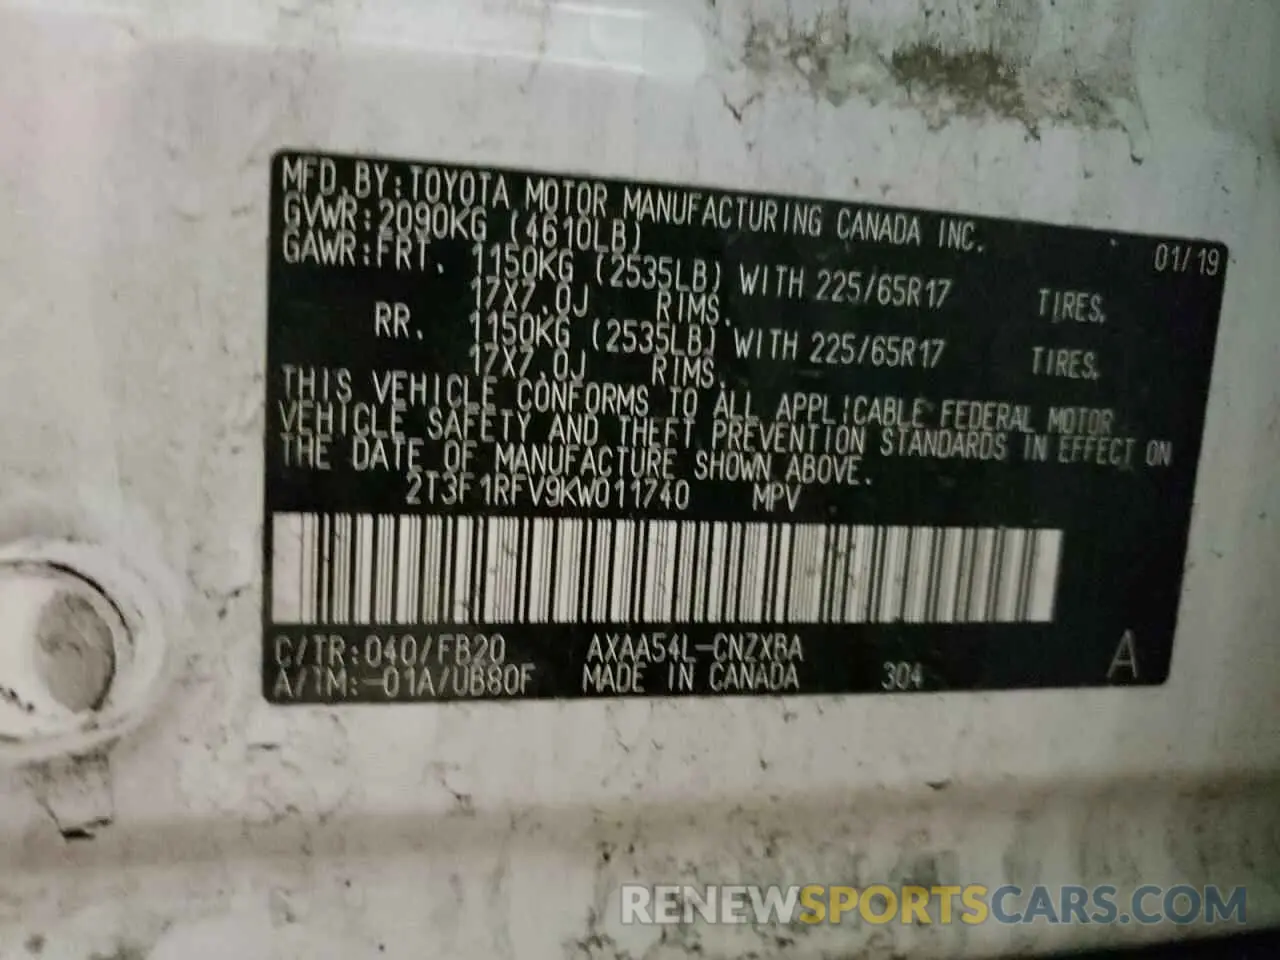 MFD. BY: TOYOTA MOTOR MANUFACTURING CANADA INC. 01/19
GVWR: 2090KG (4610LB)
GAWR: FRT. 1150KG (2535LB) WITH 225/65R17 TIRES.
17X7.0J RIMS.
RR. 1150KG (2535LB) WITH 225/65R17 TIRES.
17X7.0J RIMS.
THIS VEHICLE CONFORMS TO ALL APPLICABLE FEDERAL MOTOR
VEHICLE SAFETY AND THEFT PREVENTION STANDARDS IN EFFECT ON
THE DATE OF MANUFACTURE SHOWN ABOVE.
2T3F1RFV9KW011740 MPV
C/TR: 040/FB20 AXAA54L-CNZXBA A
A/TM: -01A/UB80F MADE IN CANADA 304
RENEWSPORTSCARS.COM